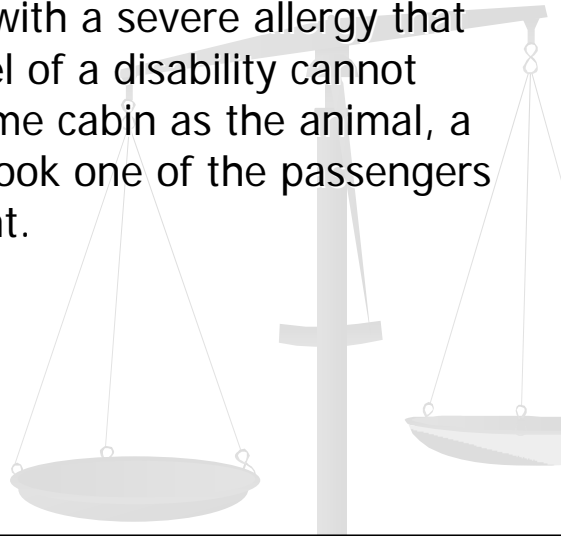 with a severe allergy that
el of a disability cannot
me cabin as the animal, a
ook one of the passengers
t.